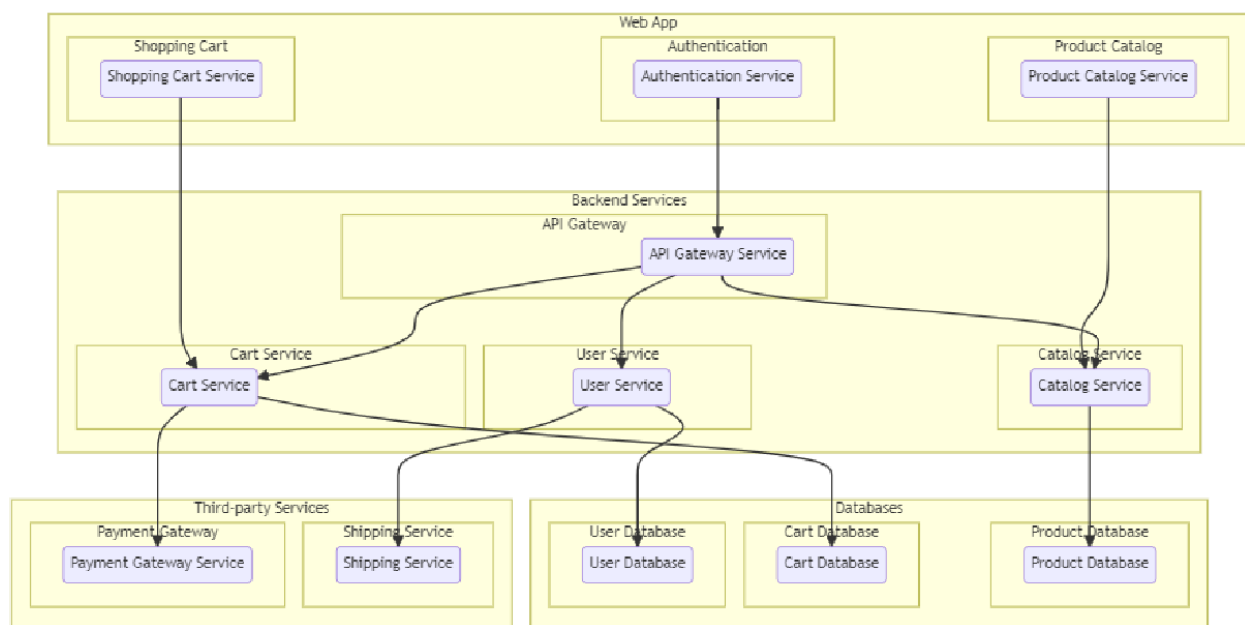 Web App
Shopping Cart
Authentication
Product Catalog
Shopping Cart Service
Authentication Service
Product Catalog Service
Backend Services
API Gateway
API Gateway Service
Cart Service
User Service
Catalog Service
Cart Service
User Service
Catalog Service
Third-party Services
Databases
Payment Gateway
Shipping Service
User Database
Cart Database
Product Database
Payment Gateway Service
Shipping Service
User Database
Cart Database
Product Database